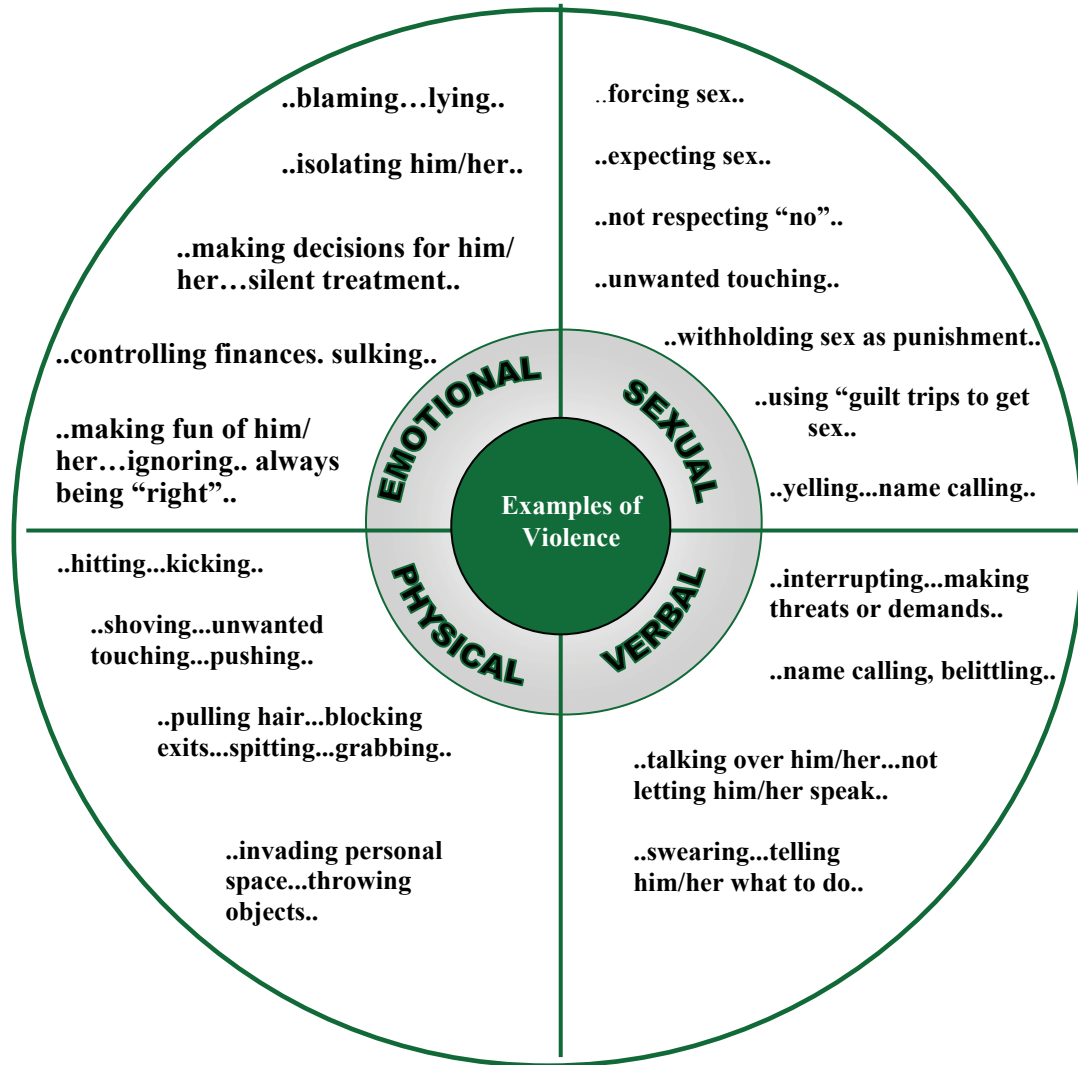 ..blaming…lying..
..isolating him/her..
..making decisions for him/
her…silent treatment..
..controlling finances. sulking..
..making fun of him/
her…ignoring.. always
being “right”..
..forcing sex..
..expecting sex..
..not respecting “no”..
..unwanted touching..
..withholding sex as punishment..
..using “guilt trips to get
sex..
..yelling...name calling..
EMOTIONAL
SEXUAL
Examples of
Violence
PHYSICAL
VERBAL
..hitting...kicking..
..shoving...unwanted
touching...pushing..
..pulling hair...blocking
exits...spitting...grabbing..
..invading personal
space...throwing
objects..
..interrupting...making
threats or demands..
..name calling, belittling..
..talking over him/her...not
letting him/her speak..
..swearing...telling
him/her what to do..